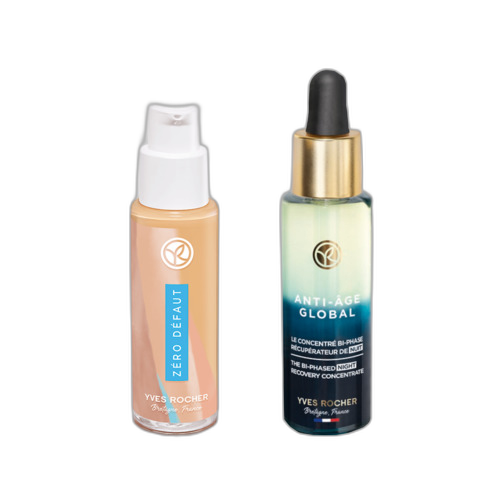 ZÉRO DÉFAUT
YVES ROCHER
Bretagne, France
ANTI-ÂGE
GLOBAL
LE CONCENTRÉ BI-PHASE
RÉCUPÉRATEUR DE NUIT
THE BI-PHASED NIGHT
RECOVERY CONCENTRATE
YVES ROCHER
Bretagne, France